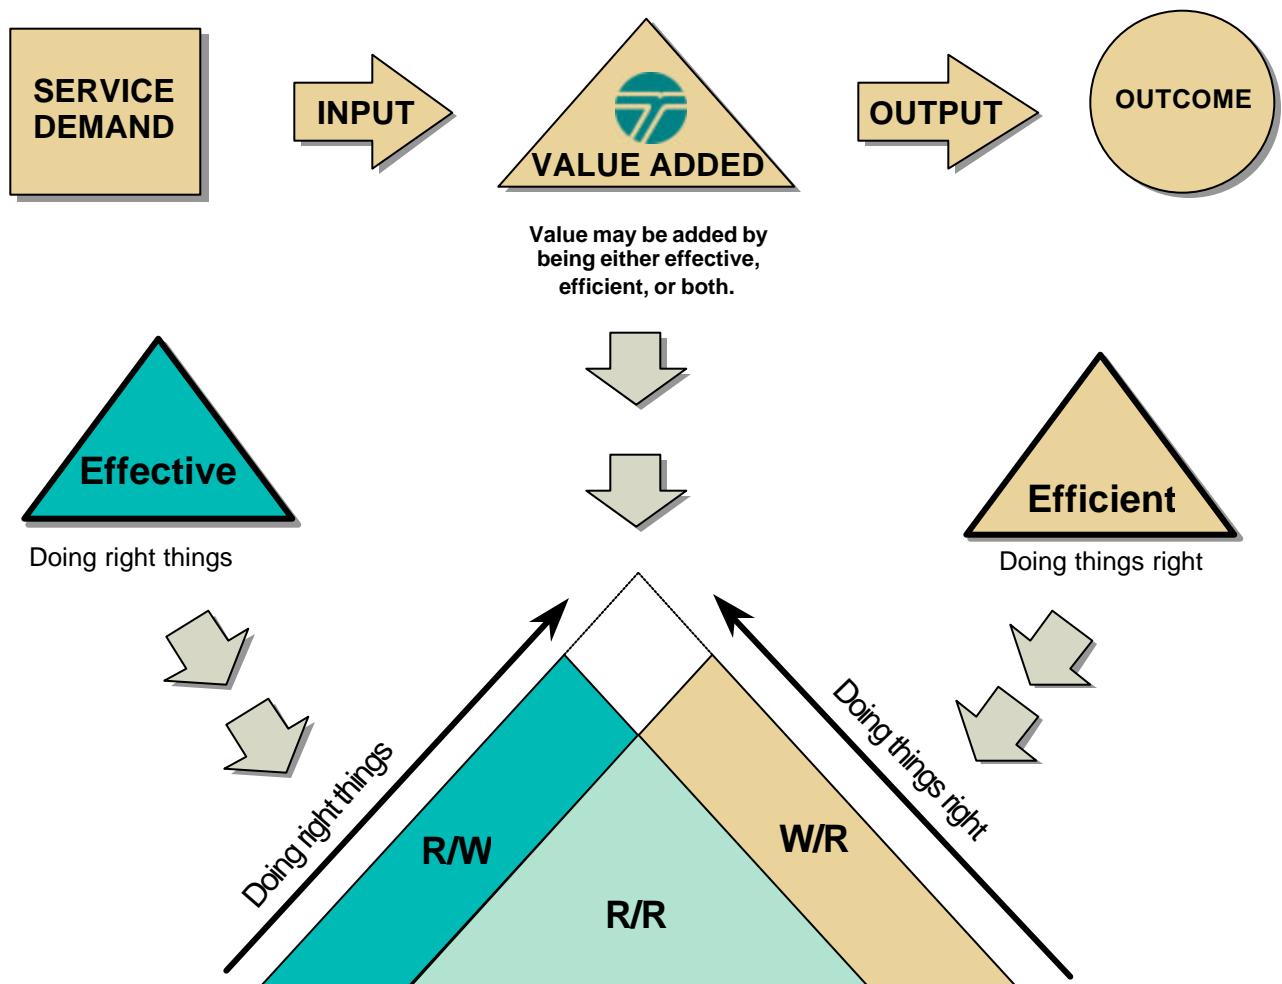 SERVICE
DEMAND
INPUT
VALUE ADDED
OUTPUT
OUTCOME
Value may be added by
being either effective,
efficient, or both.
Effective
Doing right things
Efficient
Doing things right
Doing right things
Doing things right
R/W
W/R
R/R